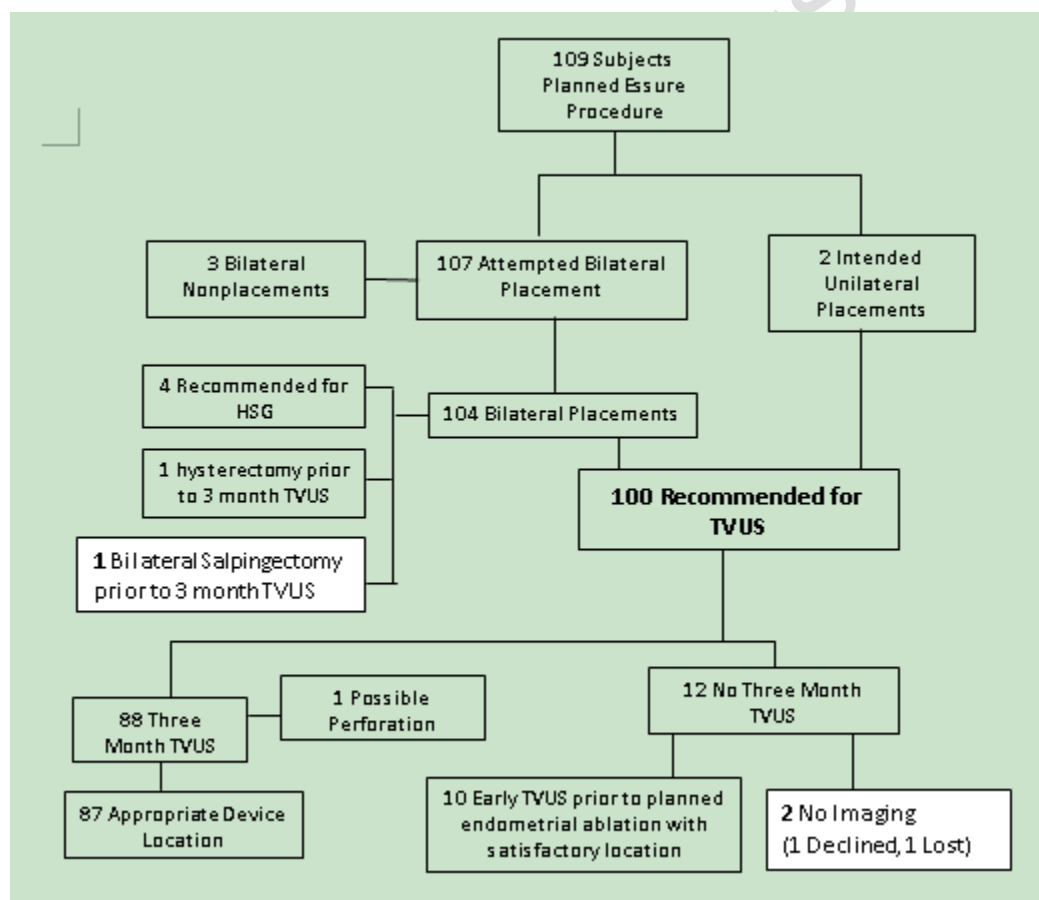 109 Subjects
Planned Essure
Procedure
3 Bilateral
Nonplacements
107 Attempted Bilateral
Placement
2 Intended
Unilateral
Placements
4 Recommended for
HSG
104 Bilateral Placements
1 hysterectomy prior
to 3 month TVUS
100 Recommended for
TVUS
1 Bilateral Salpingectomy
prior to 3 month TVUS
88 Three
Month TVUS
1 Possible
Perforation
12 No Three Month
TVUS
87 Appropriate Device
Location
10 Early TVUS prior to planned
endometrial ablation with
satisfactory location
2 No Imaging
(1 Declined, 1 Lost)